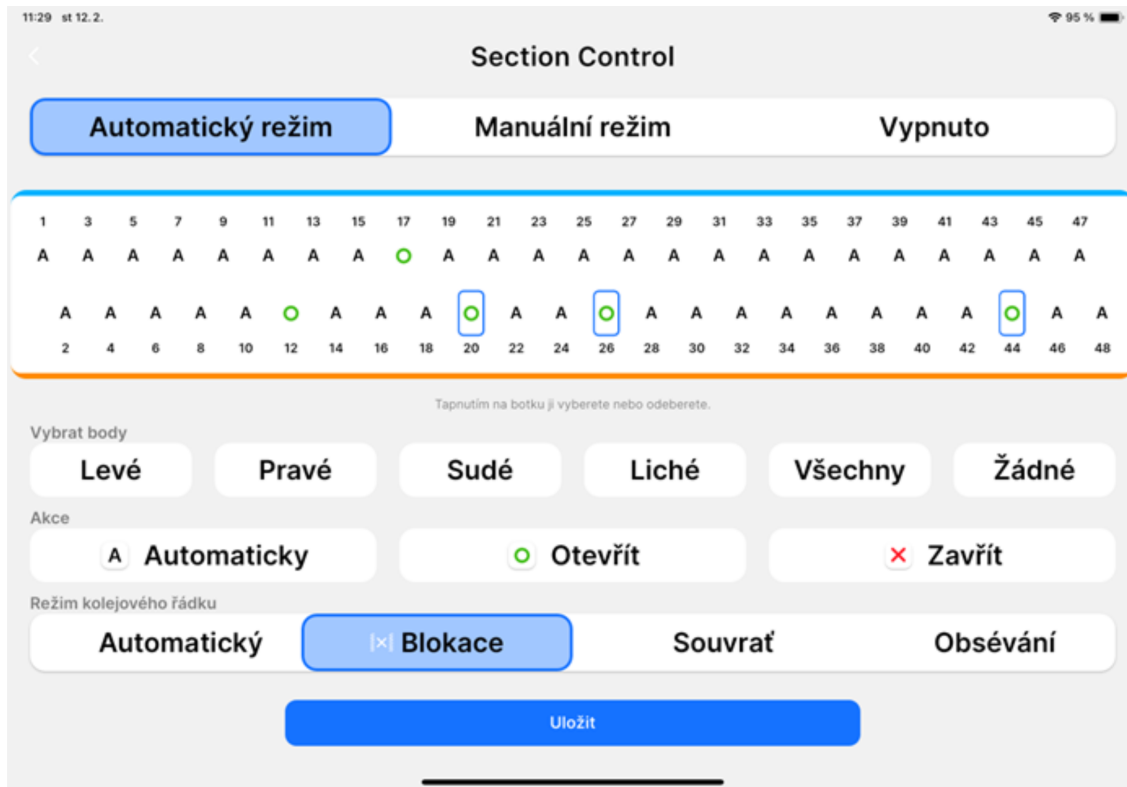 11:29 st 12. 2. 95 %
Section Control
Automatický režim Manuální režim Vypnuto
1 3 5 7 9 11 13 15 17 19 21 23 25 27 29 31 33 35 37 39 41 43 45 47
A A A A A A A A A A A A A A A A A A A A A A A
A A A A A A A A A A A A A A A A A A A A
2 4 6 8 10 12 14 16 18 20 22 24 26 28 30 32 34 36 38 40 42 44 46 48
Tapnutím na botku ji vyberete nebo odeberete.
Vybrat body
Levé Pravé Sudé Liché Všechny Žádné
Akce
A Automaticky Otevřít Zavřít
Režim kolejového řádku
Automatický Blokace Souvrať Obsévání
Uložit